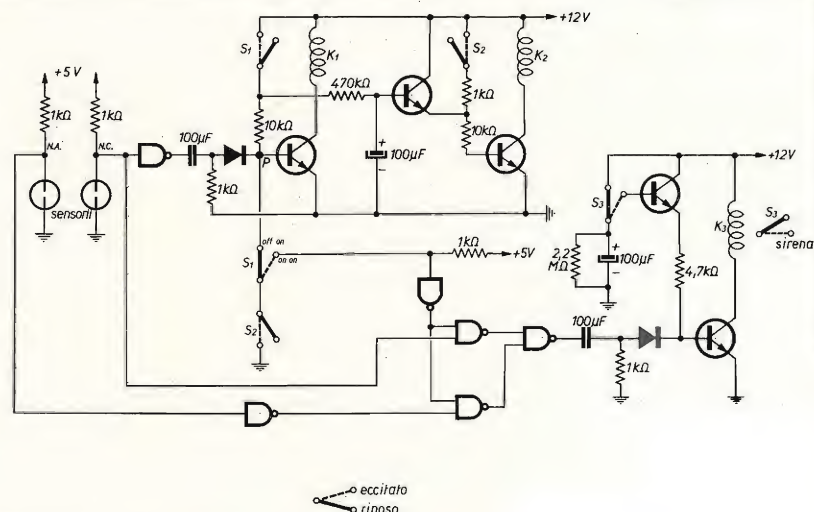 +12V
S1
K1
S2
K2
+5V
470kΩ
1kΩ
1kΩ
1kΩ
10kΩ
10kΩ
N.A.
N.C.
100µF
P
+
100µF
-
1kΩ
sensori
+12V
S3
K3
S3
sirena
off on
on on
S1
1kΩ
+5V
2,2
MΩ
+
100µF
-
4,7kΩ
S2
100µF
1kΩ
eccitato
riposo